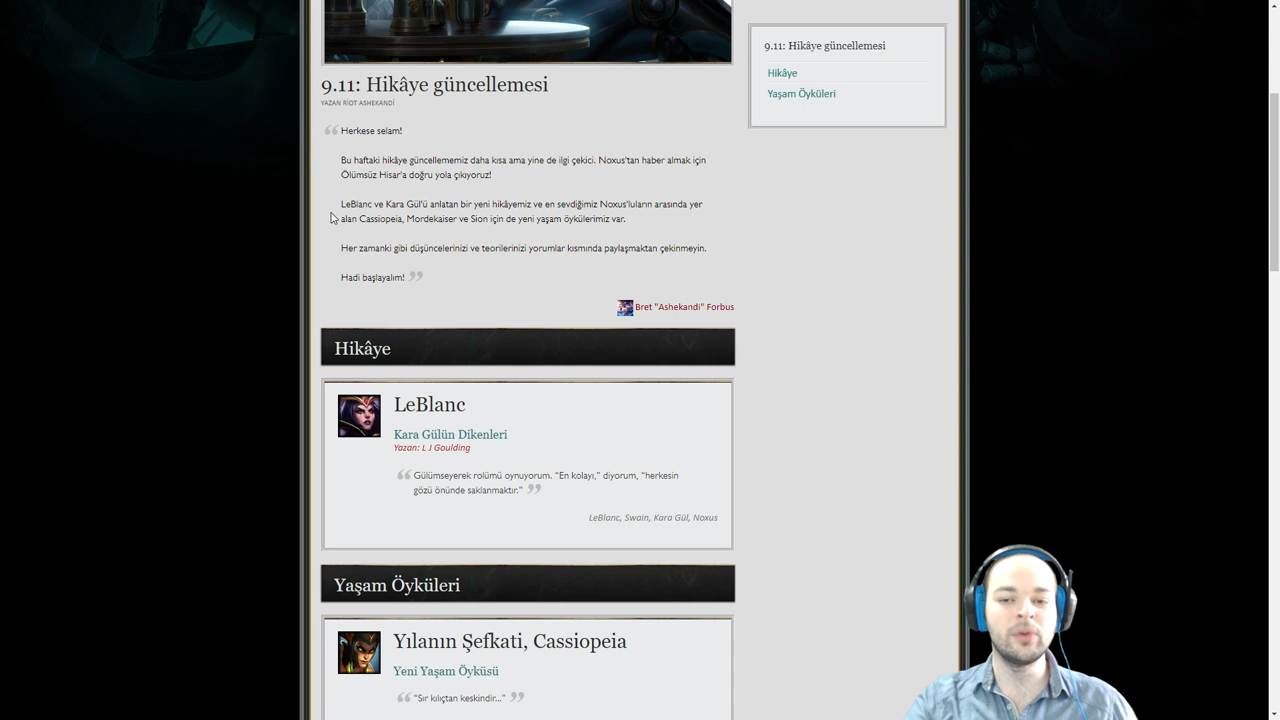 9.11: Hikâye güncellemesi
YAZAN RİOT ASHEKANDİ
Herkese selam!
Bu haftaki hikâye güncellememiz daha kısa ama yine de ilgi çekici. Noxus'tan haber almak için
Ölümsüz Hisar'a doğru yola çıkıyoruz!
LeBlanc ve Kara Gül'ü anlatan bir yeni hikâyemiz ve en sevdiğimiz Noxus'luların arasında yer
alan Cassiopeia, Mordekaiser ve Sion için de yeni yaşam öykülerimiz var.
Her zamanki gibi düşüncelerinizi ve teorilerinizi yorumlar kısmında paylaşmaktan çekinmeyin.
Hadi başlayalım!
Bret "Ashekandi" Forbus
Hikâye
LeBlanc
Kara Gülün Dikenleri
Yazan: L J Goulding
Gülümseyerek rolümü oynuyorum. “En kolayı,” diyorum, “herkesin
gözü önünde saklanmaktır.”
LeBlanc, Swain, Kara Gül, Noxus
Yaşam Öyküleri
Yılanın Şefkati, Cassiopeia
Yeni Yaşam Öyküsü
“Sır kılıçtan keskindir...”
9.11: Hikâye güncellemesi
Hikâye
Yaşam Öyküleri